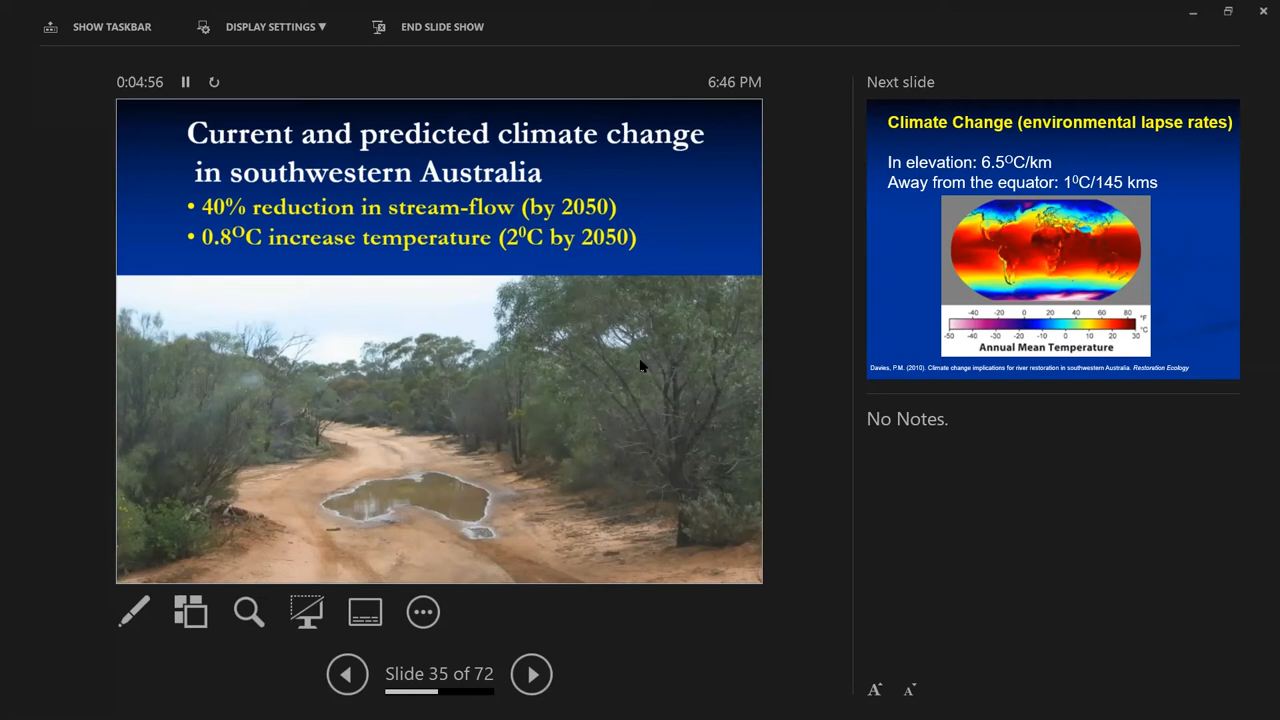 SHOW TASKBAR
DISPLAY SETTINGS ▼
END SLIDE SHOW
0:04:56
6:46 PM
Current and predicted climate change
in southwestern Australia
• 40% reduction in stream-flow (by 2050)
• 0.8ᴼC increase temperature (2⁰C by 2050)
Slide 35 of 72
Next slide
Climate Change (environmental lapse rates)
In elevation: 6.5ᴼC/km
Away from the equator: 1⁰C/145 kms
-40 -20 0 20 40 60 80 °F
-50 -40 -30 -20 -10 0 10 20 30 °C
Annual Mean Temperature
Davies, P.M. (2010). Climate change implications for river restoration in southwestern Australia. Restoration Ecology
No Notes.
A A